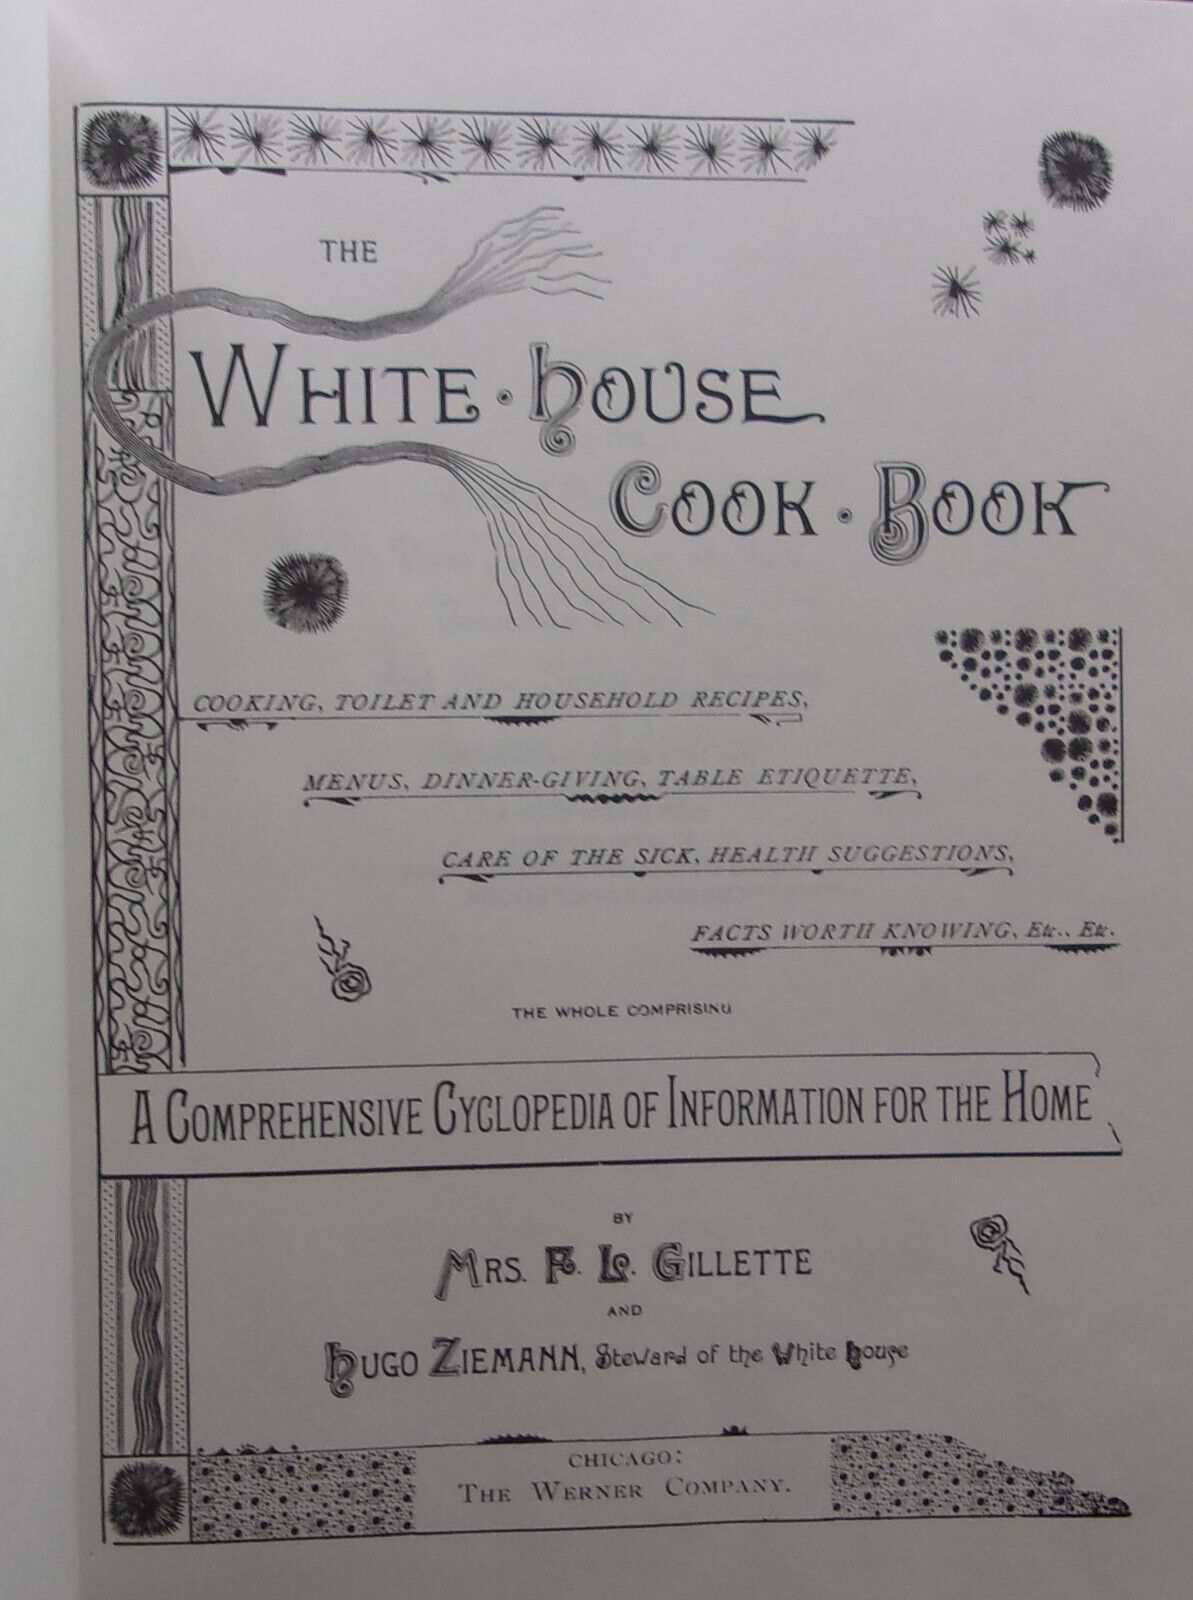 THE
WHITE · HOUSE
COOK · BOOK
COOKING, TOILET AND HOUSEHOLD RECIPES,
MENUS, DINNER-GIVING, TABLE ETIQUETTE,
CARE OF THE SICK, HEALTH SUGGESTIONS,
FACTS WORTH KNOWING, Etc., Etc.
THE WHOLE COMPRISING
A COMPREHENSIVE CYCLOPEDIA OF INFORMATION FOR THE HOME
BY
MRS. F. L. GILLETTE
AND
HUGO ZIEMANN, Steward of the White House
CHICAGO:
THE WERNER COMPANY.